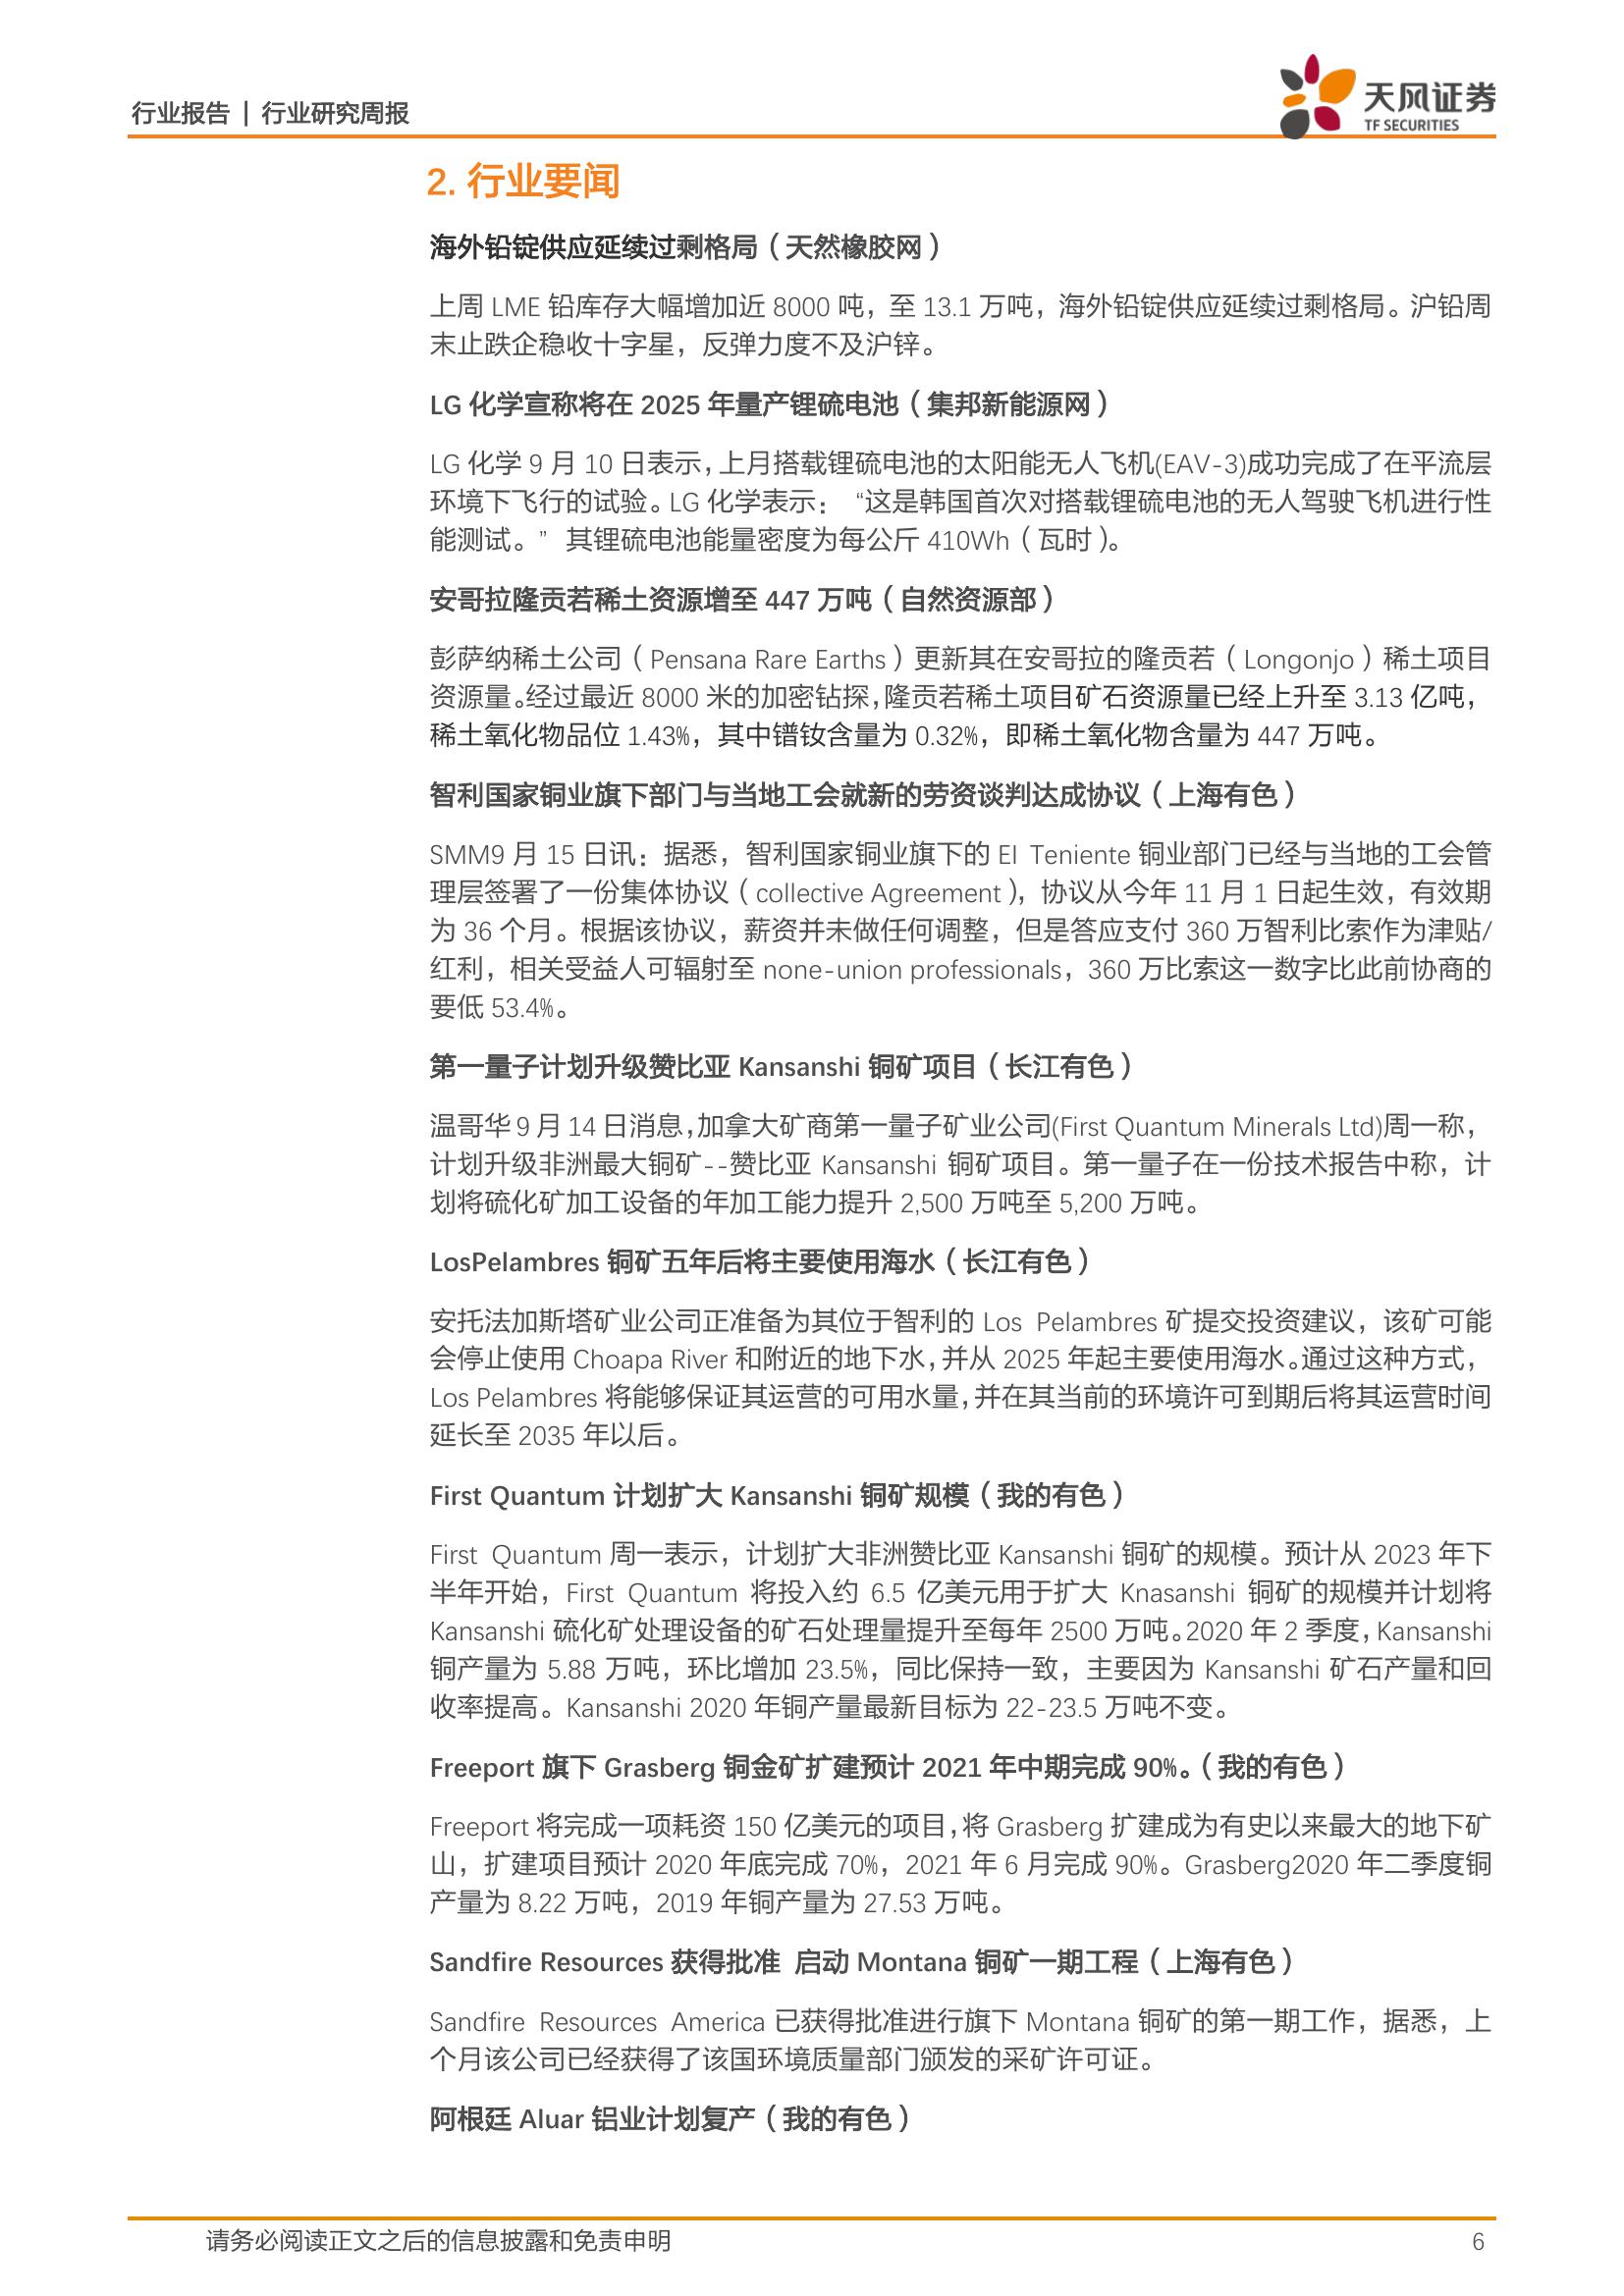 行业报告 | 行业研究周报
天风证券
TF SECURITIES
2. 行业要闻
海外铅锭供应延续过剩格局（天然橡胶网）
上周 LME 铅库存大幅增加近 8000 吨，至 13.1 万吨，海外铅锭供应延续过剩格局。沪铅周
末止跌企稳收十字星，反弹力度不及沪锌。
LG 化学宣称将在 2025 年量产锂硫电池（集邦新能源网）
LG 化学 9 月 10 日表示，上月搭载锂硫电池的太阳能无人飞机(EAV-3)成功完成了在平流层
环境下飞行的试验。LG 化学表示： “这是韩国首次对搭载锂硫电池的无人驾驶飞机进行性
能测试。” 其锂硫电池能量密度为每公斤 410Wh（瓦时）。
安哥拉隆贡若稀土资源增至 447 万吨（自然资源部）
彭萨纳稀土公司（Pensana Rare Earths）更新其在安哥拉的隆贡若（Longonjo）稀土项目
资源量。经过最近 8000 米的加密钻探，隆贡若稀土项目矿石资源量已经上升至 3.13 亿吨，
稀土氧化物品位 1.43%，其中镨钕含量为 0.32%，即稀土氧化物含量为 447 万吨。
智利国家铜业旗下部门与当地工会就新的劳资谈判达成协议（上海有色）
SMM9 月 15 日讯：据悉，智利国家铜业旗下的 El Teniente 铜业部门已经与当地的工会管
理层签署了一份集体协议（collective Agreement），协议从今年 11 月 1 日起生效，有效期
为 36 个月。根据该协议，薪资并未做任何调整，但是答应支付 360 万智利比索作为津贴/
红利，相关受益人可辐射至 none-union professionals，360 万比索这一数字比此前协商的
要低 53.4%。
第一量子计划升级赞比亚 Kansanshi 铜矿项目（长江有色）
温哥华 9 月 14 日消息，加拿大矿商第一量子矿业公司(First Quantum Minerals Ltd)周一称，
计划升级非洲最大铜矿--赞比亚 Kansanshi 铜矿项目。第一量子在一份技术报告中称，计
划将硫化矿加工设备的年加工能力提升 2,500 万吨至 5,200 万吨。
LosPelambres 铜矿五年后将主要使用海水（长江有色）
安托法加斯塔矿业公司正准备为其位于智利的 Los Pelambres 矿提交投资建议，该矿可能
会停止使用 Choapa River 和附近的地下水，并从 2025 年起主要使用海水。通过这种方式，
Los Pelambres 将能够保证其运营的可用水量，并在其当前的环境许可到期后将其运营时间
延长至 2035 年以后。
First Quantum 计划扩大 Kansanshi 铜矿规模（我的有色）
First Quantum 周一表示，计划扩大非洲赞比亚 Kansanshi 铜矿的规模。预计从 2023 年下
半年开始，First Quantum 将投入约 6.5 亿美元用于扩大 Knasanshi 铜矿的规模并计划将
Kansanshi 硫化矿处理设备的矿石处理量提升至每年 2500 万吨。2020 年 2 季度，Kansanshi
铜产量为 5.88 万吨，环比增加 23.5%，同比保持一致，主要因为 Kansanshi 矿石产量和回
收率提高。Kansanshi 2020 年铜产量最新目标为 22-23.5 万吨不变。
Freeport 旗下 Grasberg 铜金矿扩建预计 2021 年中期完成 90%。（我的有色）
Freeport 将完成一项耗资 150 亿美元的项目，将 Grasberg 扩建成为有史以来最大的地下矿
山，扩建项目预计 2020 年底完成 70%，2021 年 6 月完成 90%。Grasberg2020 年二季度铜
产量为 8.22 万吨，2019 年铜产量为 27.53 万吨。
Sandfire Resources 获得批准 启动 Montana 铜矿一期工程（上海有色）
Sandfire Resources America 已获得批准进行旗下 Montana 铜矿的第一期工作，据悉，上
个月该公司已经获得了该国环境质量部门颁发的采矿许可证。
阿根廷 Aluar 铝业计划复产（我的有色）
请务必阅读正文之后的信息披露和免责申明
6